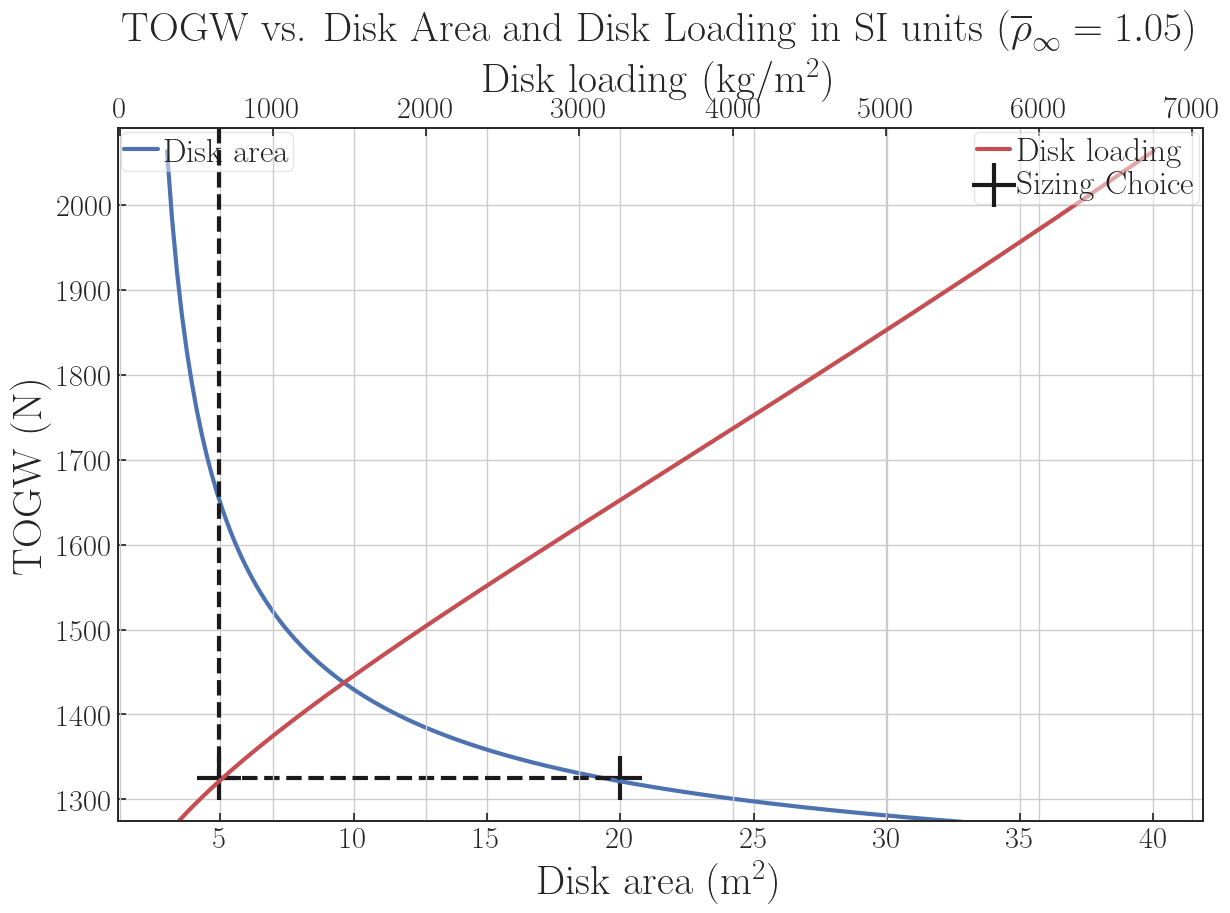 TOGW vs. Disk Area and Disk Loading in SI units (ρ̅∞ = 1.05)
Disk loading (kg/m²)
0 1000 2000 3000 4000 5000 6000 7000
Disk area
Disk loading
Sizing Choice
TOGW (N)
2000
1900
1800
1700
1600
1500
1400
1300
5 10 15 20 25 30 35 40
Disk area (m²)